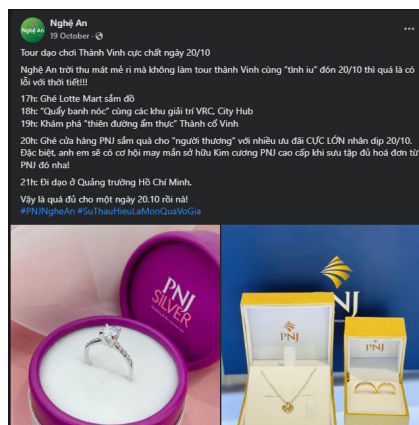 Nghệ An
Nghệ An
19 October ·
Tour dạo chơi Thành Vinh cực chất ngày 20/10
Nghệ An trời thu mát mẻ ri mà không làm tour thành Vinh cùng "tình iu" đón 20/10 thì quá là có
lỗi với thời tiết!!!
17h: Ghé Lotte Mart sắm đồ
18h: "Quẩy banh nóc" cùng các khu giải trí VRC, City Hub
19h: Khám phá "thiên đường ẩm thực" Thành cổ Vinh
20h: Ghé cửa hàng PNJ sắm quà cho "người thương" với nhiều ưu đãi CỰC LỚN nhân dịp 20/10.
Đặc biệt, anh em sẽ có cơ hội may mắn sở hữu Kim cương PNJ cao cấp khi sưu tập đủ hoá đơn từ
PNJ đó nha!
21h: Đi dạo ở Quảng trường Hồ Chí Minh.
Vậy là quá đủ cho một ngày 20.10 rồi nà!
#PNJNgheAn #SuThauHieuLaMonQuaVoGia
PNJ
SILVER
PNJ
PNJ
PNJ